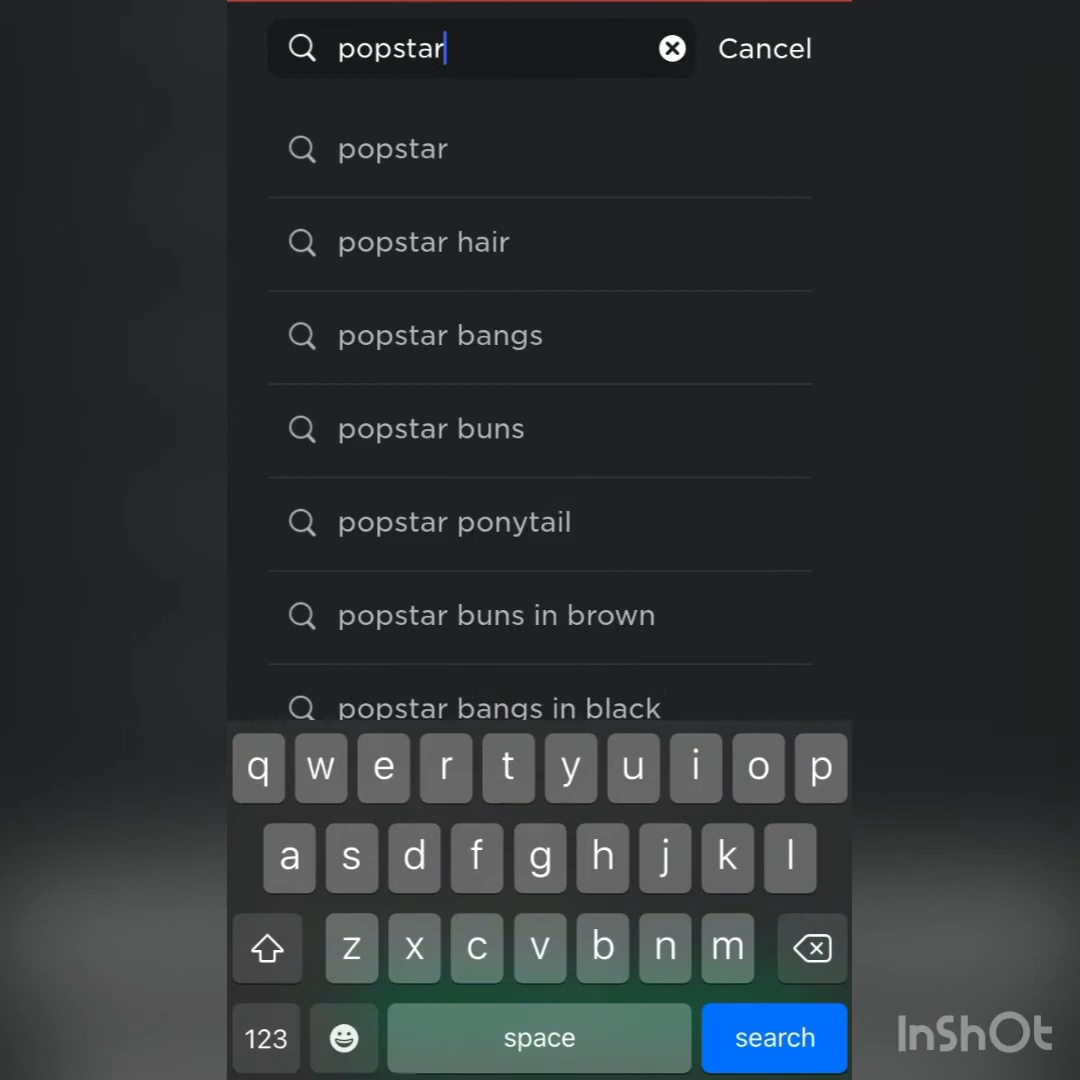 popstar Cancel
popstar
popstar hair
popstar bangs
popstar buns
popstar ponytail
popstar buns in brown
popstar bangs in black
q w e r t y u i o p
a s d f g h j k l
z x c v b n m
123 space search
InShOt